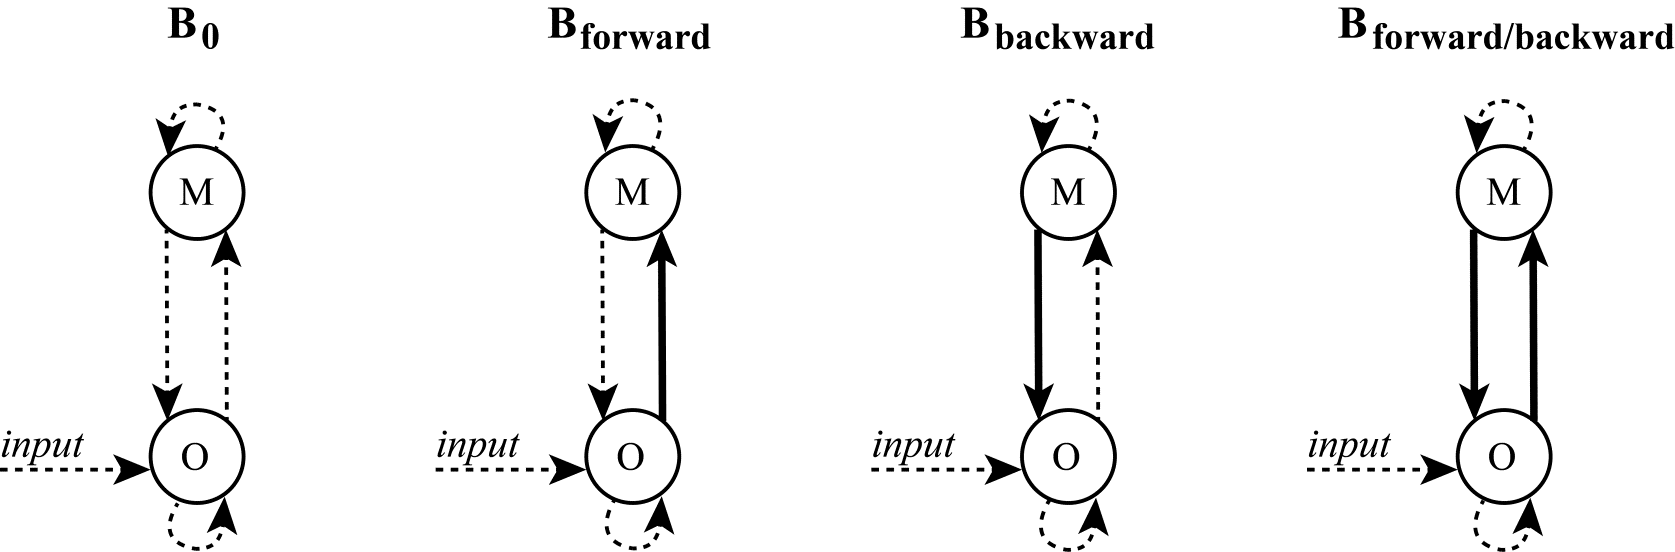 B0 Bforward Bbackward Bforward/backward
M M M M
input O input O input O input O